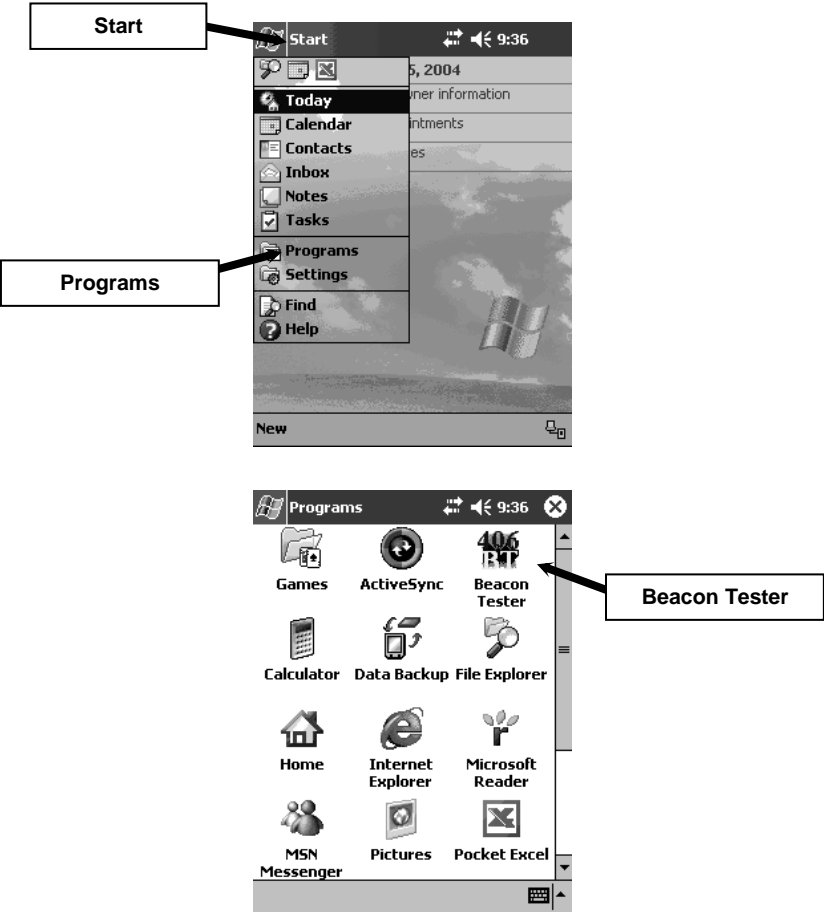 Start
Start 9:36
5, 2004
Today
ner information
Calendar
intments
Contacts
es
Inbox
Notes
Tasks
Programs
Programs
Settings
Find
Help
New
Programs 9:36
406
BT
Games ActiveSync Beacon
Tester
Beacon Tester
Calculator Data Backup File Explorer
Home Internet Microsoft
Explorer Reader
MSN Pictures Pocket Excel
Messenger